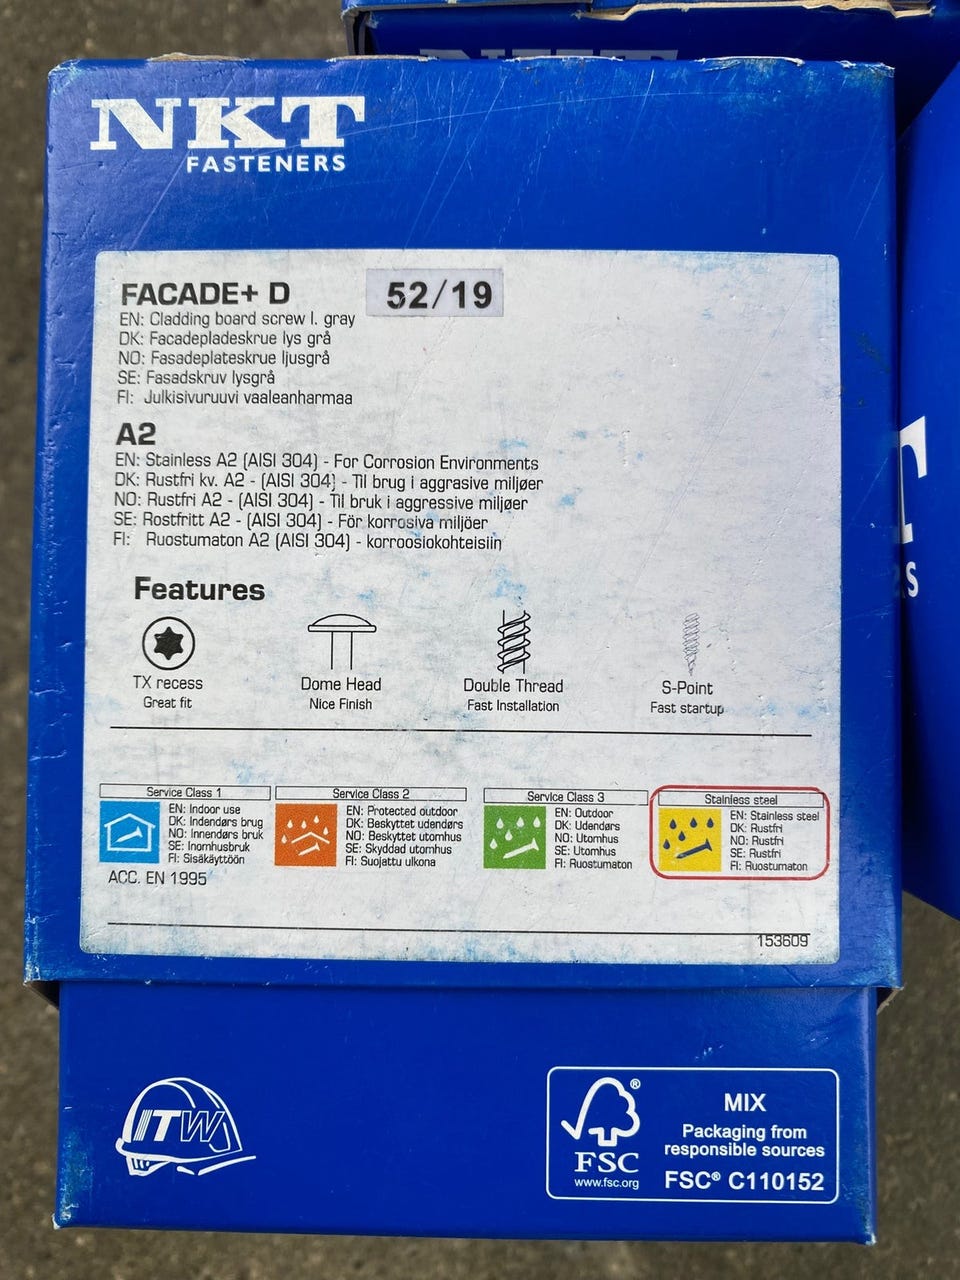 NKT
NKT
FASTENERS
FACADE+ D 52/19
EN: Cladding board screw l. gray
DK: Facadepladeskrue lys grå
NO: Fasadeplateskrue ljusgrå
SE: Fasadskruv lysgrå
FI: Julkisivuruuvi vaaleanharmaa
A2
EN: Stainless A2 (AISI 304) - For Corrosion Environments
DK: Rustfri kv. A2 - (AISI 304) - Til brug i aggrasive miljøer
NO: Rustfri A2 - (AISI 304) - Til bruk i aggressive miljøer
SE: Rostfritt A2 - (AISI 304) - För korrosiva miljöer
FI: Ruostumaton A2 (AISI 304) - korroosiokohteisiin
Features
TX recess
Great fit
Dome Head
Nice Finish
Double Thread
Fast Installation
S-Point
Fast startup
Service Class 1
EN: Indoor use
DK: Indendørs brug
NO: Innendørs bruk
SE: Inomhusbruk
FI: Sisäkäyttöön
ACC. EN 1995
Service Class 2
EN: Protected outdoor
DK: Beskyttet udendørs
NO: Beskyttet utomhus
SE: Skyddad utomhus
FI: Suojattu ulkona
Service Class 3
EN: Outdoor
DK: Udendørs
NO: Utomhus
SE: Utomhus
FI: Ruostumaton
Stainless steel
EN: Stainless steel
DK: Rustfri
NO: Rustfri
SE: Rustfri
FI: Ruostumaton
153609
ITW
FSC
www.fsc.org
MIX
Packaging from
responsible sources
FSC® C110152